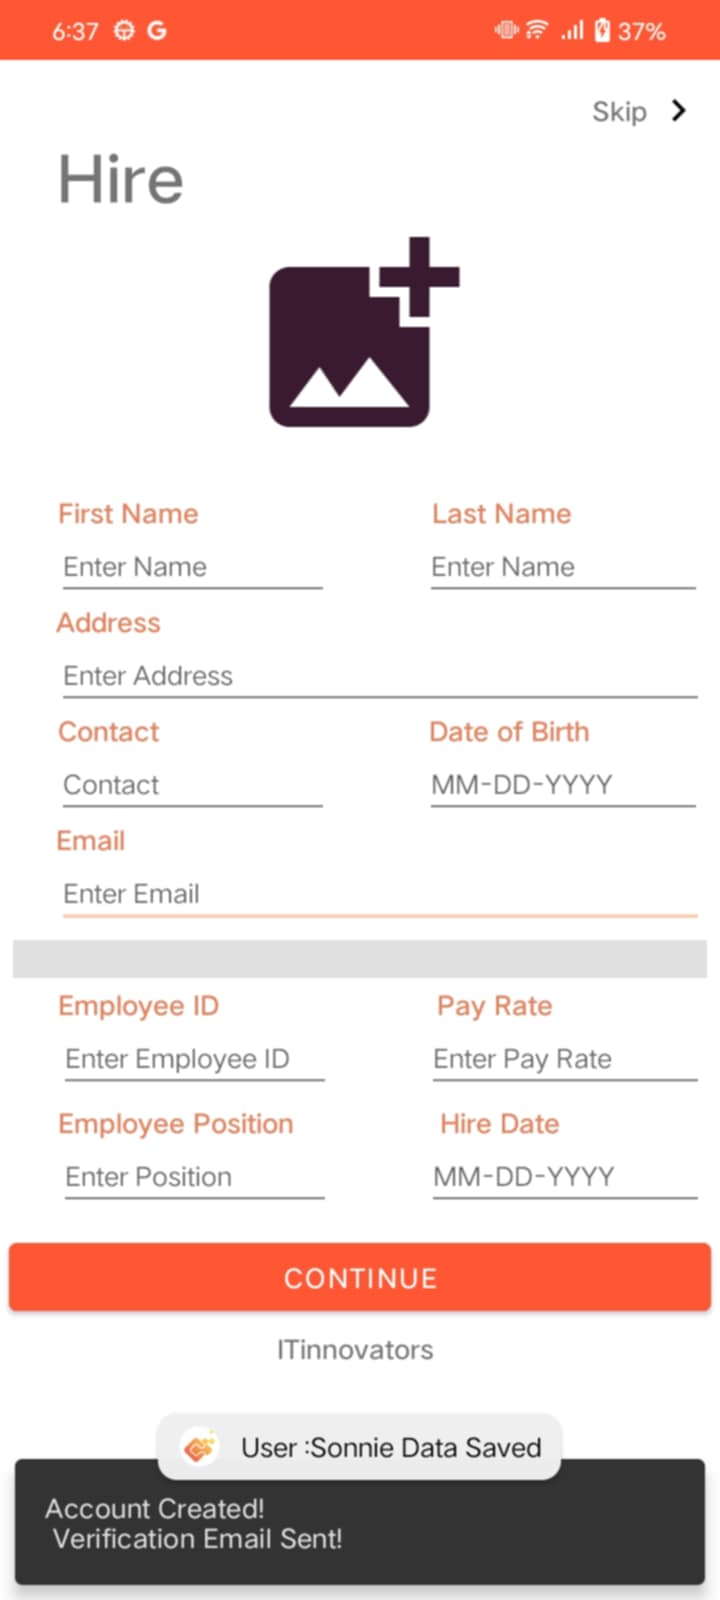 6:37 G 37%
Skip
Hire
First Name Last Name
Enter Name Enter Name
Address
Enter Address
Contact Date of Birth
Contact MM-DD-YYYY
Email
Enter Email
Employee ID Pay Rate
Enter Employee ID Enter Pay Rate
Employee Position Hire Date
Enter Position MM-DD-YYYY
CONTINUE
ITinnovators
User :Sonnie Data Saved
Account Created!
Verification Email Sent!